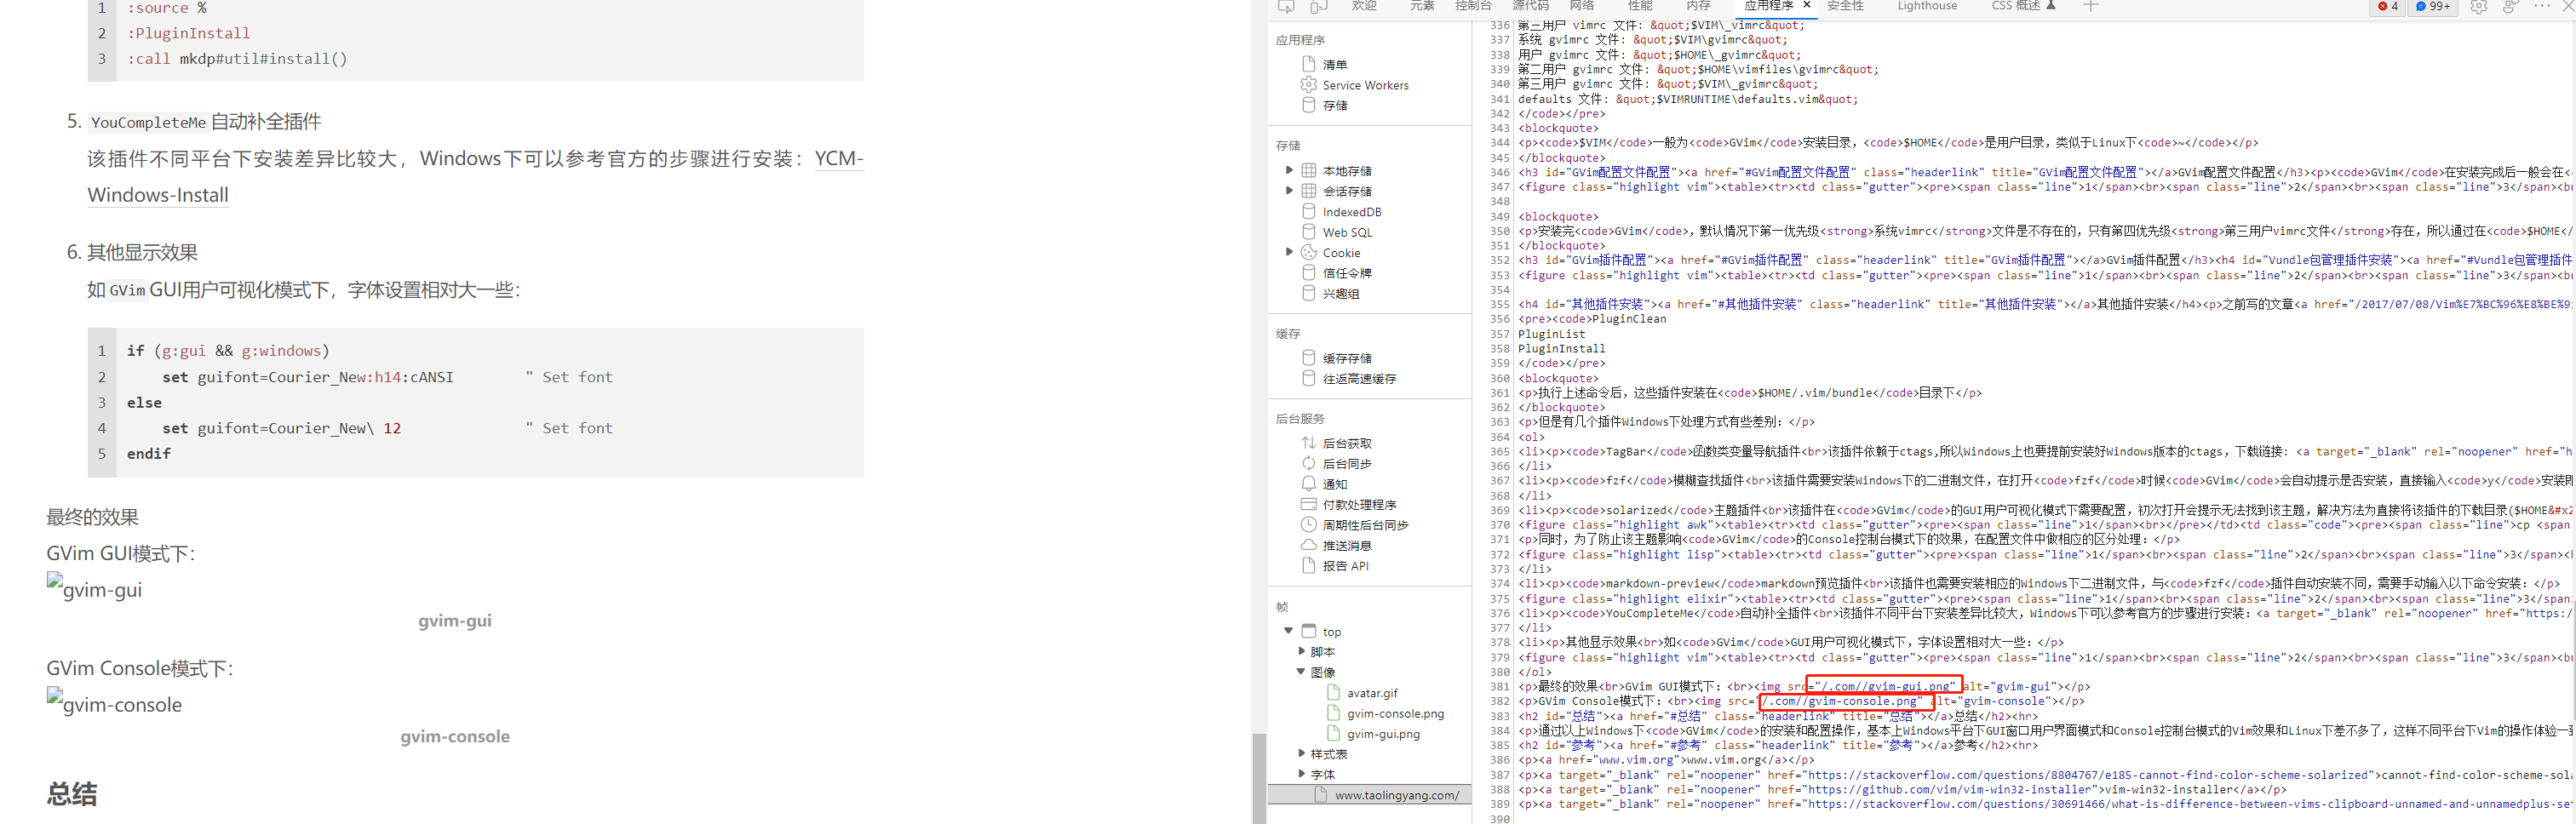 1 :source %
2 :PluginInstall
3 :call mkdp#util#install()
5. YouCompleteMe自动补全插件
该插件不同平台下安装差异比较大，Windows下可以参考官方的步骤进行安装：YCM-
Windows-Install
6. 其他显示效果
如GVimGUI用户可视化模式下，字体设置相对大一些：
1 if (g:gui && g:windows)
2 set guifont=Courier_New:h14:cANSI " Set font
3 else
4 set guifont=Courier_New\ 12 " Set font
5 endif
最终的效果
GVim GUI模式下：
gvim-gui
gvim-gui
GVim Console模式下：
gvim-console
gvim-console
总结
欢迎 元素 控制台 源代码 网络 性能 内存 应用程序 × 安全性 Lighthouse CSS 概述 4 99+
应用程序
清单
Service Workers
存储
存储
本地存储
会话存储
IndexedDB
Web SQL
Cookie
信任令牌
兴趣组
缓存
缓存存储
往返高速缓存
后台服务
后台获取
后台同步
通知
付款处理程序
周期性后台同步
推送消息
报告 API
帧
top
脚本
图像
avatar.gif
gvim-console.png
gvim-gui.png
样式表
字体
www.taolingyang.com/
336 第三用户 vimrc 文件: &quot;$VIM\_vimrc&quot;
337 系统 gvimrc 文件: &quot;$VIM\gvimrc&quot;
338 用户 gvimrc 文件: &quot;$HOME\_gvimrc&quot;
339 第二用户 gvimrc 文件: &quot;$HOME\vimfiles\gvimrc&quot;
340 第三用户 gvimrc 文件: &quot;$VIM\_gvimrc&quot;
341 defaults 文件: &quot;$VIMRUNTIME\defaults.vim&quot;
342 </code></pre>
343 <blockquote>
344 <p><code>$VIM</code>一般为<code>GVim</code>安装目录，<code>$HOME</code>是用户目录，类似于Linux下<code>~</code></p>
345 </blockquote>
346 <h3 id="GVim配置文件配置"><a href="#GVim配置文件配置" class="headerlink" title="GVim配置文件配置"></a>GVim配置文件配置</h3><p><code>GVim</code>在安装完成后一般会在<
347 <figure class="highlight vim"><table><tr><td class="gutter"><pre><span class="line">1</span><br><span class="line">2</span><br><span class="line">3</span><br
348
349 <blockquote>
350 <p>安装完<code>GVim</code>，默认情况下第一优先级<strong>系统vimrc</strong>文件是不存在的，只有第四优先级<strong>第三用户vimrc文件</strong>存在，所以通过在<code>$HOME</
351 </blockquote>
352 <h3 id="GVim插件配置"><a href="#GVim插件配置" class="headerlink" title="GVim插件配置"></a>GVim插件配置</h3><h4 id="Vundle包管理插件安装"><a href="#Vundle包管理插件
353 <figure class="highlight vim"><table><tr><td class="gutter"><pre><span class="line">1</span><br><span class="line">2</span><br><span class="line">3</span><br
354
355 <h4 id="其他插件安装"><a href="#其他插件安装" class="headerlink" title="其他插件安装"></a>其他插件安装</h4><p>之前写的文章<a href="/2017/07/08/Vim%E7%BC%96%E8%BE%9
356 <pre><code>PluginClean
357 PluginList
358 PluginInstall
359 </code></pre>
360 <blockquote>
361 <p>执行上述命令后，这些插件安装在<code>$HOME/.vim/bundle</code>目录下</p>
362 </blockquote>
363 <p>但是有几个插件Windows下处理方式有些差别：</p>
364 <ol>
365 <li><p><code>TagBar</code>函数类变量导航插件<br>该插件依赖于ctags,所以Windows上也要提前安装好Windows版本的ctags，下载链接: <a target="_blank" rel="noopener" href="h
366 </li>
367 <li><p><code>fzf</code>模糊查找插件<br>该插件需要安装Windows下的二进制文件，在打开<code>fzf</code>时候<code>GVim</code>会自动提示是否安装，直接输入<code>y</code>安装即
368 </li>
369 <li><p><code>solarized</code>主题插件<br>该插件在<code>GVim</code>的GUI用户可视化模式下需要配置，初次打开会提示无法找到该主题，解决方法为直接将该插件的下载目录($HOME&#x2
370 <figure class="highlight awk"><table><tr><td class="gutter"><pre><span class="line">1</span><br></pre></td><td class="code"><pre><span class="line">cp <span
371 <p>同时，为了防止该主题影响<code>GVim</code>的Console控制台模式下的效果，在配置文件中做相应的区分处理：</p>
372 <figure class="highlight lisp"><table><tr><td class="gutter"><pre><span class="line">1</span><br><span class="line">2</span><br><span class="line">3</span><b
373 </li>
374 <li><p><code>markdown-preview</code>markdown预览插件<br>该插件也需要安装相应的Windows下二进制文件，与<code>fzf</code>插件自动安装不同，需要手动输入以下命令安装：</p>
375 <figure class="highlight elixir"><table><tr><td class="gutter"><pre><span class="line">1</span><br><span class="line">2</span><br><span class="line">3</span>
376 <li><p><code>YouCompleteMe</code>自动补全插件<br>该插件不同平台下安装差异比较大，Windows下可以参考官方的步骤进行安装：<a target="_blank" rel="noopener" href="https:/
377 </li>
378 <li><p>其他显示效果<br>如<code>GVim</code>GUI用户可视化模式下，字体设置相对大一些：</p>
379 <figure class="highlight vim"><table><tr><td class="gutter"><pre><span class="line">1</span><br><span class="line">2</span><br><span class="line">3</span><br
380 </ol>
381 <p>最终的效果<br>GVim GUI模式下：<br><img src="/.com//gvim-gui.png" alt="gvim-gui"></p>
382 <p>GVim Console模式下：<br><img src="/.com//gvim-console.png" alt="gvim-console"></p>
383 <h2 id="总结"><a href="#总结" class="headerlink" title="总结"></a>总结</h2><hr>
384 <p>通过以上Windows下<code>GVim</code>的安装和配置操作，基本上Windows平台下GUI窗口用户界面模式和Console控制台模式的Vim效果和Linux下差不多了，这样不同平台下Vim的操作体验一致
385 <h2 id="参考"><a href="#参考" class="headerlink" title="参考"></a>参考</h2><hr>
386 <p><a href="www.vim.org">www.vim.org</a></p>
387 <p><a target="_blank" rel="noopener" href="https://stackoverflow.com/questions/8804767/e185-cannot-find-color-scheme-solarized">cannot-find-color-scheme-sola
388 <p><a target="_blank" rel="noopener" href="https://github.com/vim/vim-win32-installer">vim-win32-installer</a></p>
389 <p><a target="_blank" rel="noopener" href="https://stackoverflow.com/questions/30691466/what-is-difference-between-vims-clipboard-unnamed-and-unnamedplus-se
390